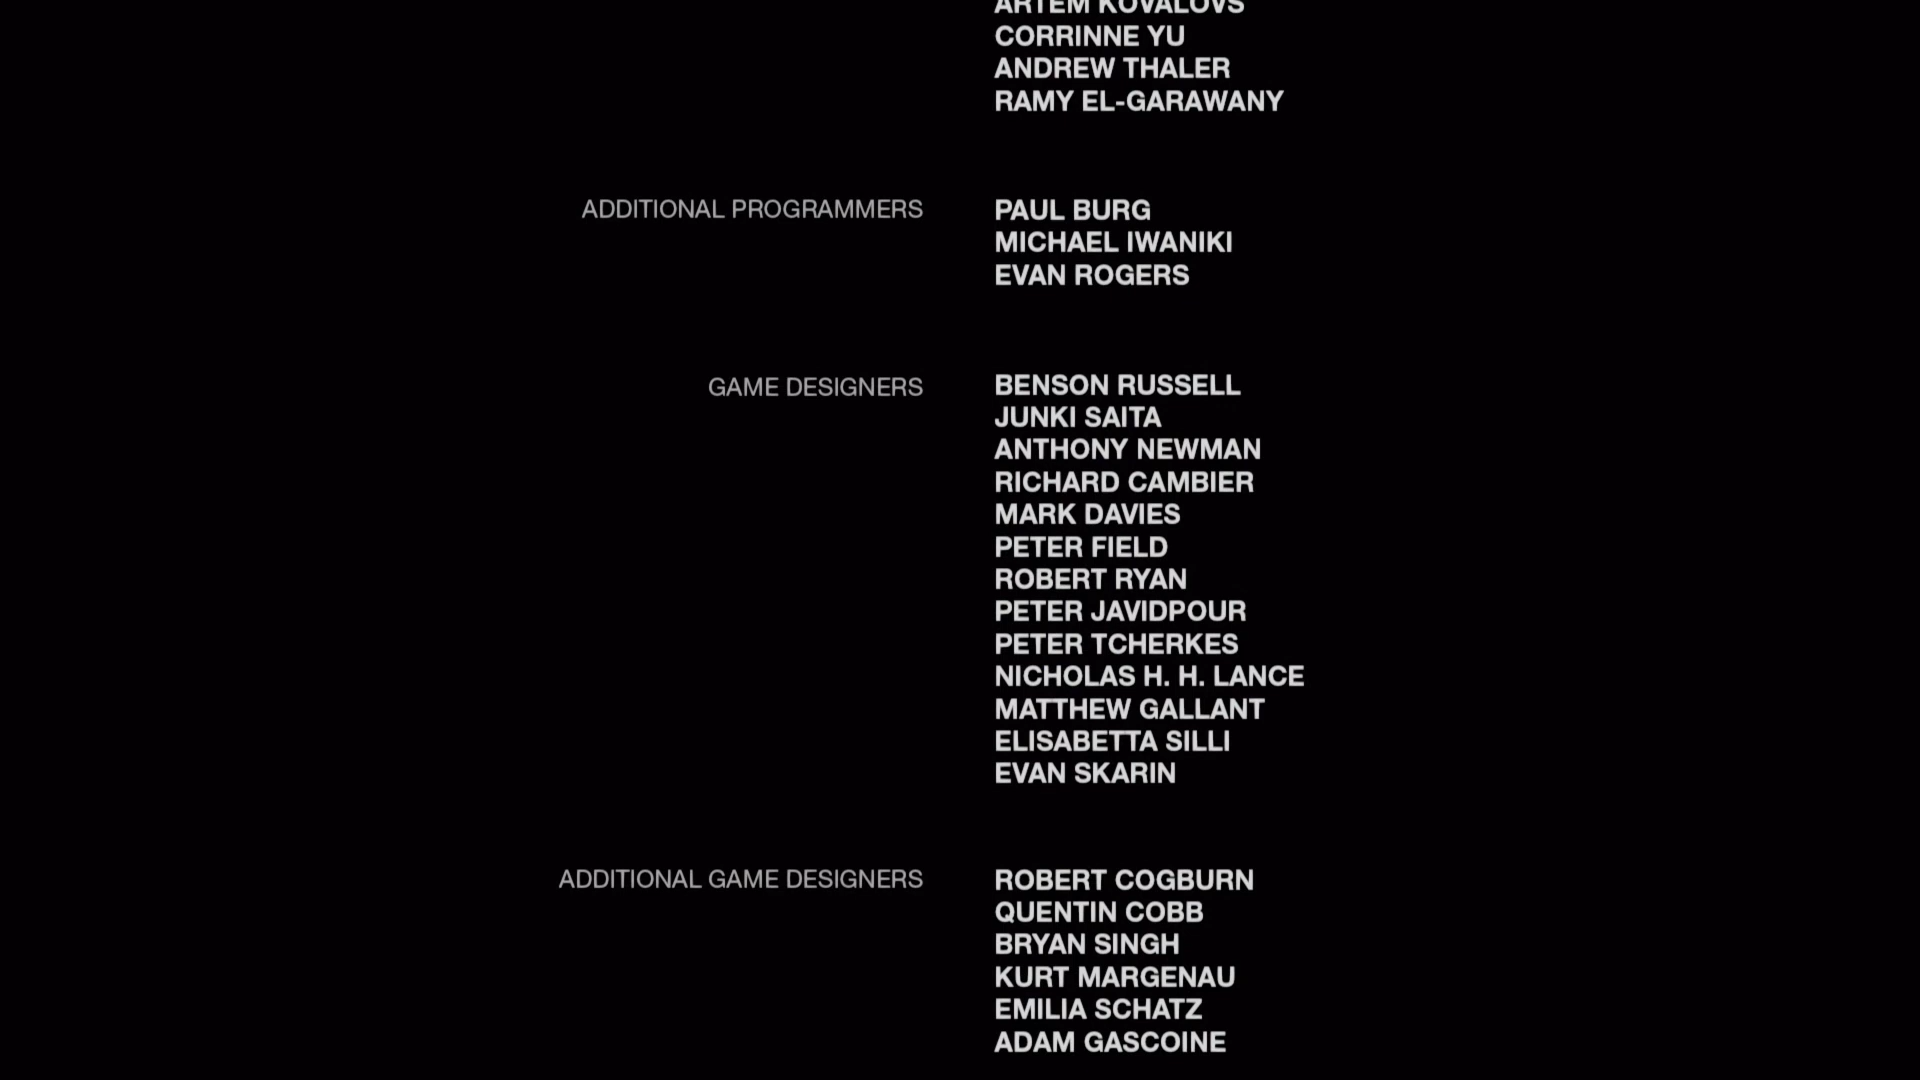 ARTEM KOVALOVS
CORRINNE YU
ANDREW THALER
RAMY EL-GARAWANY
ADDITIONAL PROGRAMMERS
PAUL BURG
MICHAEL IWANIKI
EVAN ROGERS
GAME DESIGNERS
BENSON RUSSELL
JUNKI SAITA
ANTHONY NEWMAN
RICHARD CAMBIER
MARK DAVIES
PETER FIELD
ROBERT RYAN
PETER JAVIDPOUR
PETER TCHERKES
NICHOLAS H. H. LANCE
MATTHEW GALLANT
ELISABETTA SILLI
EVAN SKARIN
ADDITIONAL GAME DESIGNERS
ROBERT COGBURN
QUENTIN COBB
BRYAN SINGH
KURT MARGENAU
EMILIA SCHATZ
ADAM GASCOINE